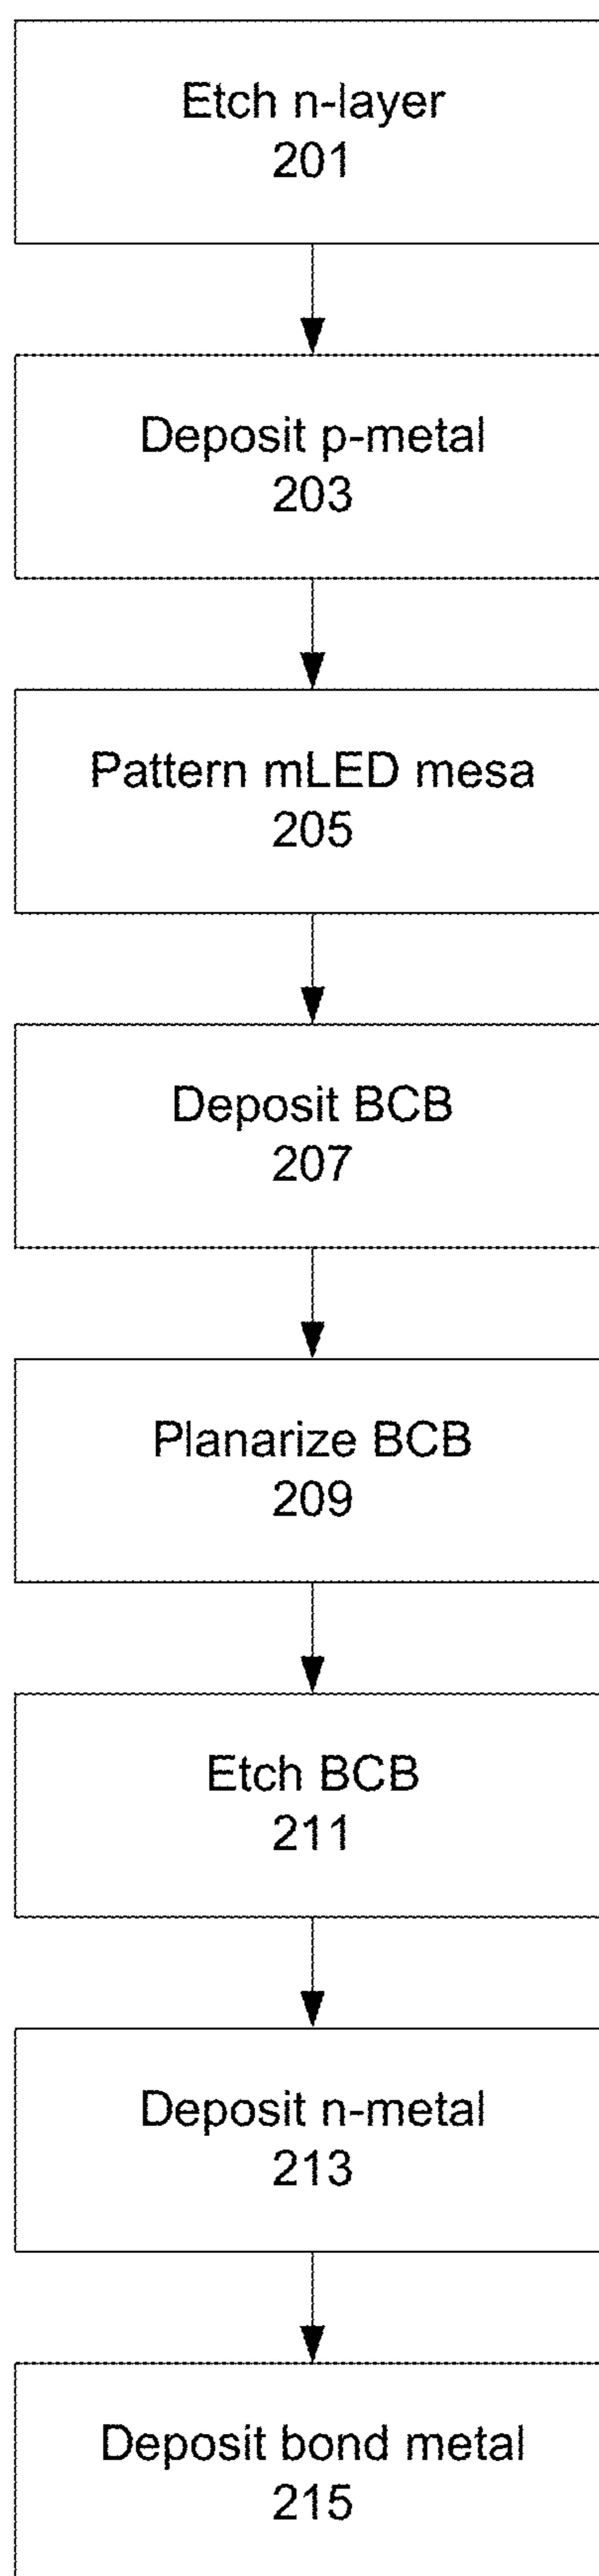 Etch n-layer
201
Deposit p-metal
203
Pattern mLED mesa
205
Deposit BCB
207
Planarize BCB
209
Etch BCB
211
Deposit n-metal
213
Deposit bond metal
215